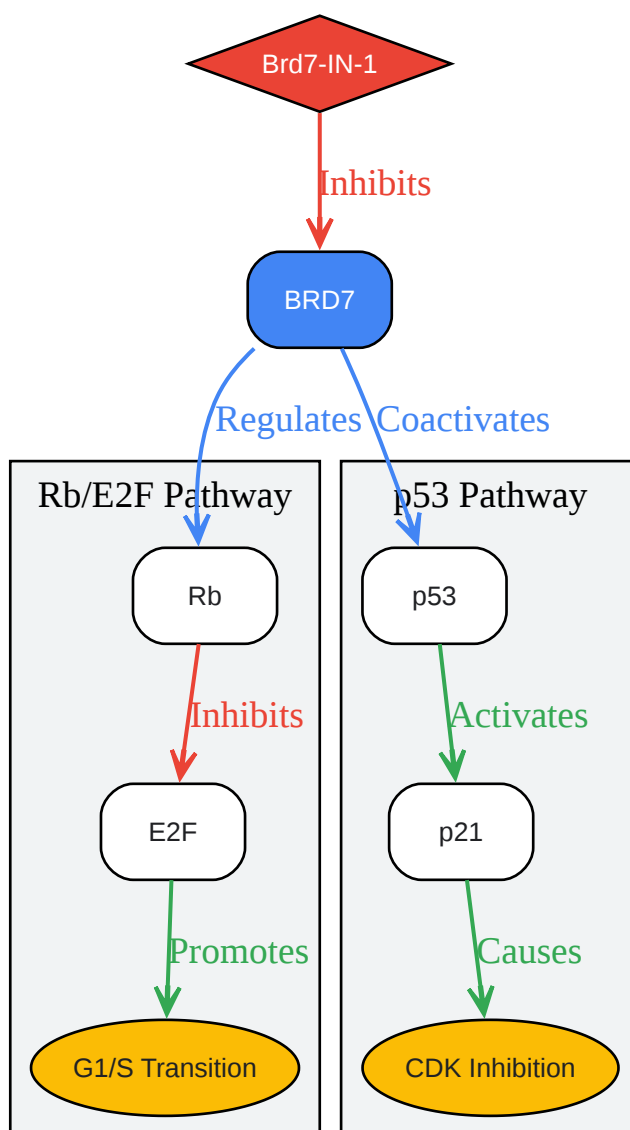 Brd7-IN-1
Inhibits
BRD7
Regulates
Coactivates
Rb/E2F Pathway
p53 Pathway
Rb
p53
Inhibits
Activates
E2F
p21
Promotes
Causes
G1/S Transition
CDK Inhibition